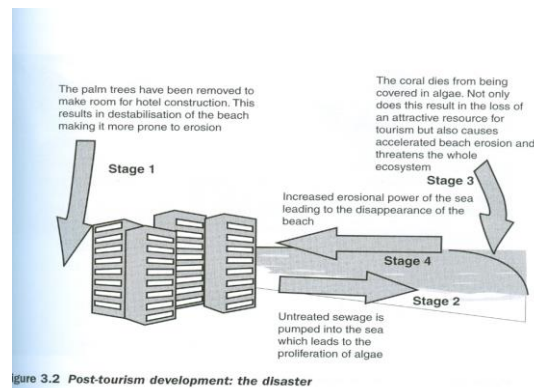 The palm trees have been removed to
make room for hotel construction. This
results in destabilisation of the beach
making it more prone to erosion
Stage 1
The coral dies from being
covered in algae. Not only
does this result in the loss of
an attractive resource for
tourism but also causes
accelerated beach erosion and
threatens the whole
ecosystem
Stage 3
Increased erosional power of the sea
leading to the disappearance of the
beach
Stage 4
Stage 2
Untreated sewage is
pumped into the sea
which leads to the
proliferation of algae
igure 3.2 Post-tourism development: the disaster